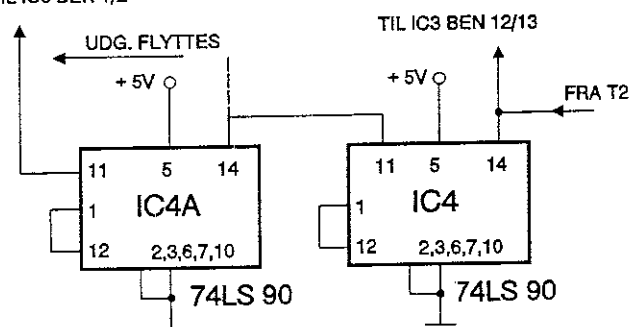 TIL IC3 BEN 12/13
UDG. FLYTTES
+ 5V
+ 5V
FRA T2
11 5 14
1 IC4A
12 2,3,6,7,10
74LS 90
11 5 14
1 IC4
12 2,3,6,7,10
74LS 90